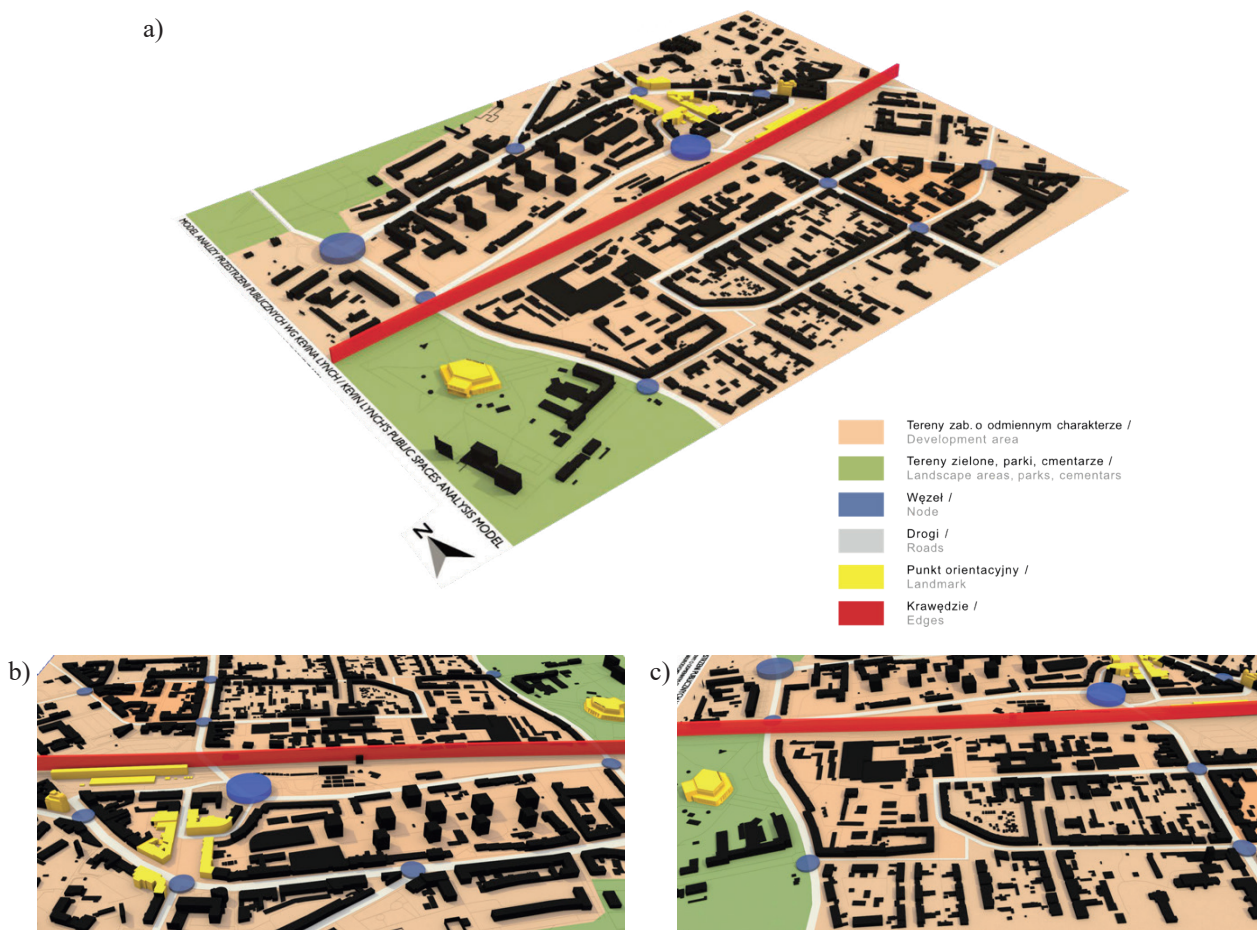 a)
MODEL ANALIZY PRZESTRZENI PUBLICZNYCH WG KEVINA LYNCH / KEVIN LYNCH'S PUBLIC SPACES ANALYSIS MODEL
N
Tereny zab. o odmiennym charakterze /
Development area
Tereny zielone, parki, cmentarze /
Landscape areas, parks, cementars
Węzeł /
Node
Drogi /
Roads
Punkt orientacyjny /
Landmark
Krawędzie /
Edges
b)
c)